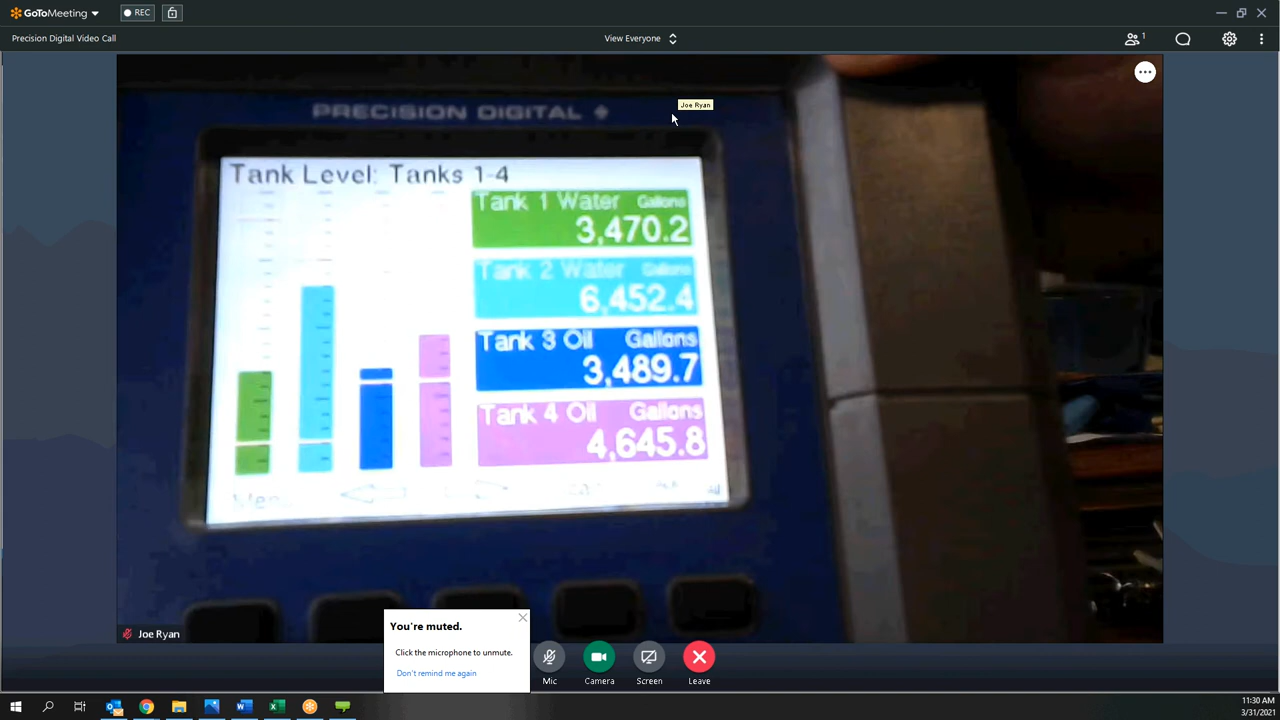 GoToMeeting
REC
Precision Digital Video Call
View Everyone
1
Joe Ryan
PRECISION DIGITAL
Tank Level: Tanks 1-4
Tank 1 Water Gallons
3,470.2
Tank 2 Water Gallons
6,452.4
Tank 3 Oil Gallons
3,489.7
Tank 4 Oil Gallons
4,645.8
Menu
Joe Ryan
You're muted.
Click the microphone to unmute.
Don't remind me again
Mic
Camera
Screen
Leave
11:30 AM
3/31/2021